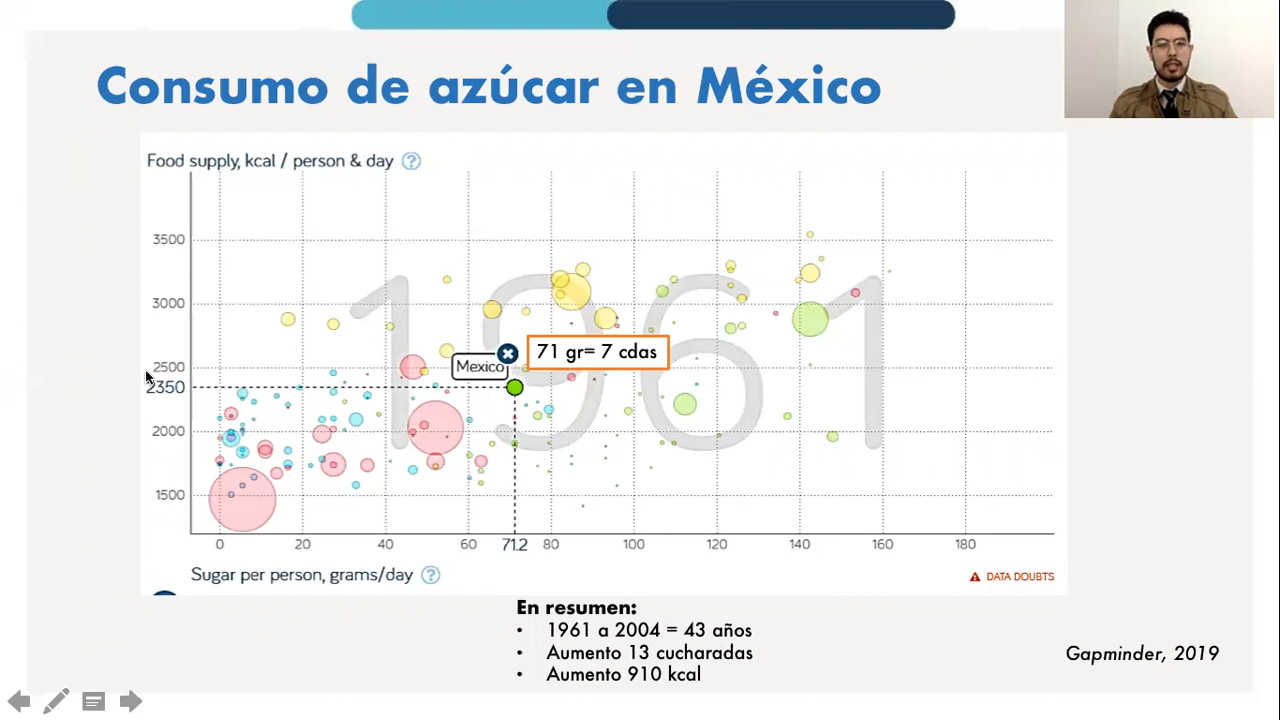 Consumo de azúcar en México
Food supply, kcal / person & day ?
1961
3500
3000
2500
2350
2000
1500
Mexico
71 gr= 7 cdas
0 20 40 60 71.2 80 100 120 140 160 180
Sugar per person, grams/day ?
DATA DOUBTS
En resumen:
• 1961 a 2004 = 43 años
• Aumento 13 cucharadas
• Aumento 910 kcal
Gapminder, 2019